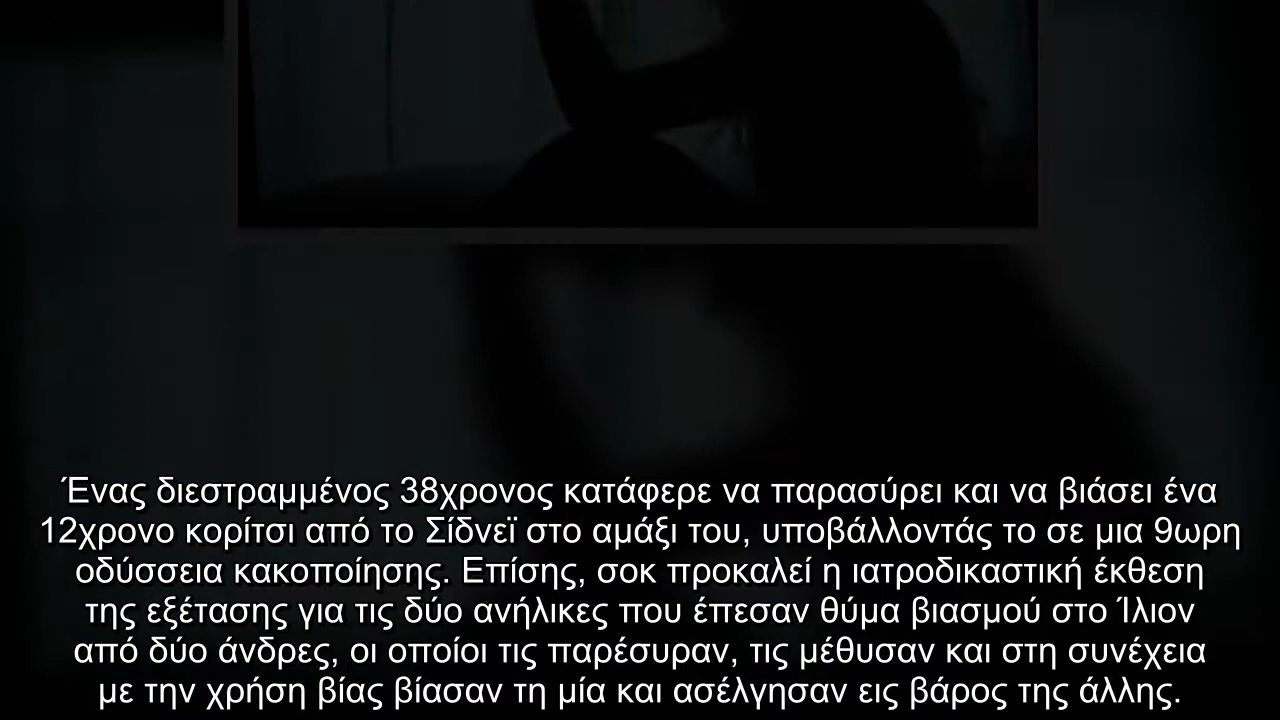 Ένας διεστραμμένος 38χρονος κατάφερε να παρασύρει και να βιάσει ένα
12χρονο κορίτσι από το Σίδνεϊ στο αμάξι του, υποβάλλοντάς το σε μια 9ωρη
οδύσσεια κακοποίησης. Επίσης, σοκ προκαλεί η ιατροδικαστική έκθεση
της εξέτασης για τις δύο ανήλικες που έπεσαν θύμα βιασμού στο Ίλιον
από δύο άνδρες, οι οποίοι τις παρέσυραν, τις μέθυσαν και στη συνέχεια
με την χρήση βίας βίασαν τη μία και ασέλγησαν εις βάρος της άλλης.